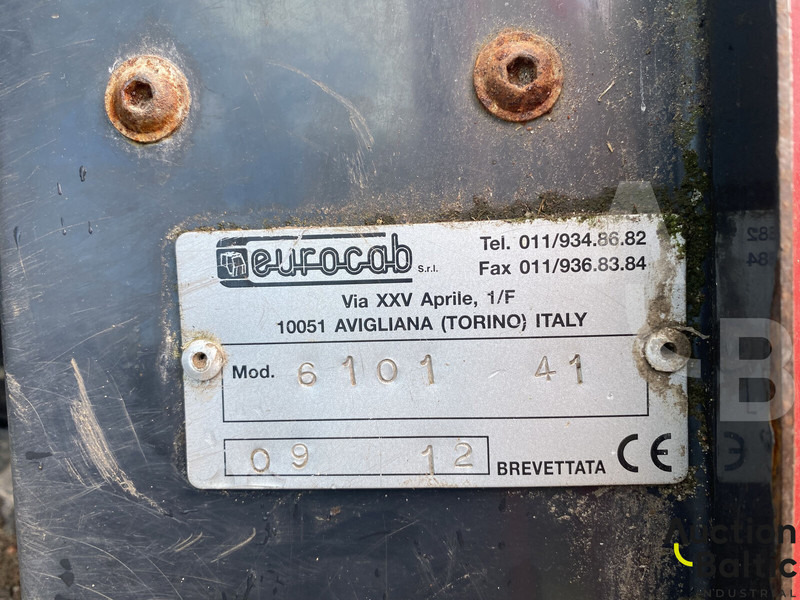 eurocab S.r.l.
Tel. 011/934.86.82
Fax 011/936.83.84
Via XXV Aprile, 1/F
10051 AVIGLIANA (TORINO) ITALY
Mod. 6101 41
09 12
BREVETTATA CE
A
B
Auction
Baltic
INDUSTRIAL